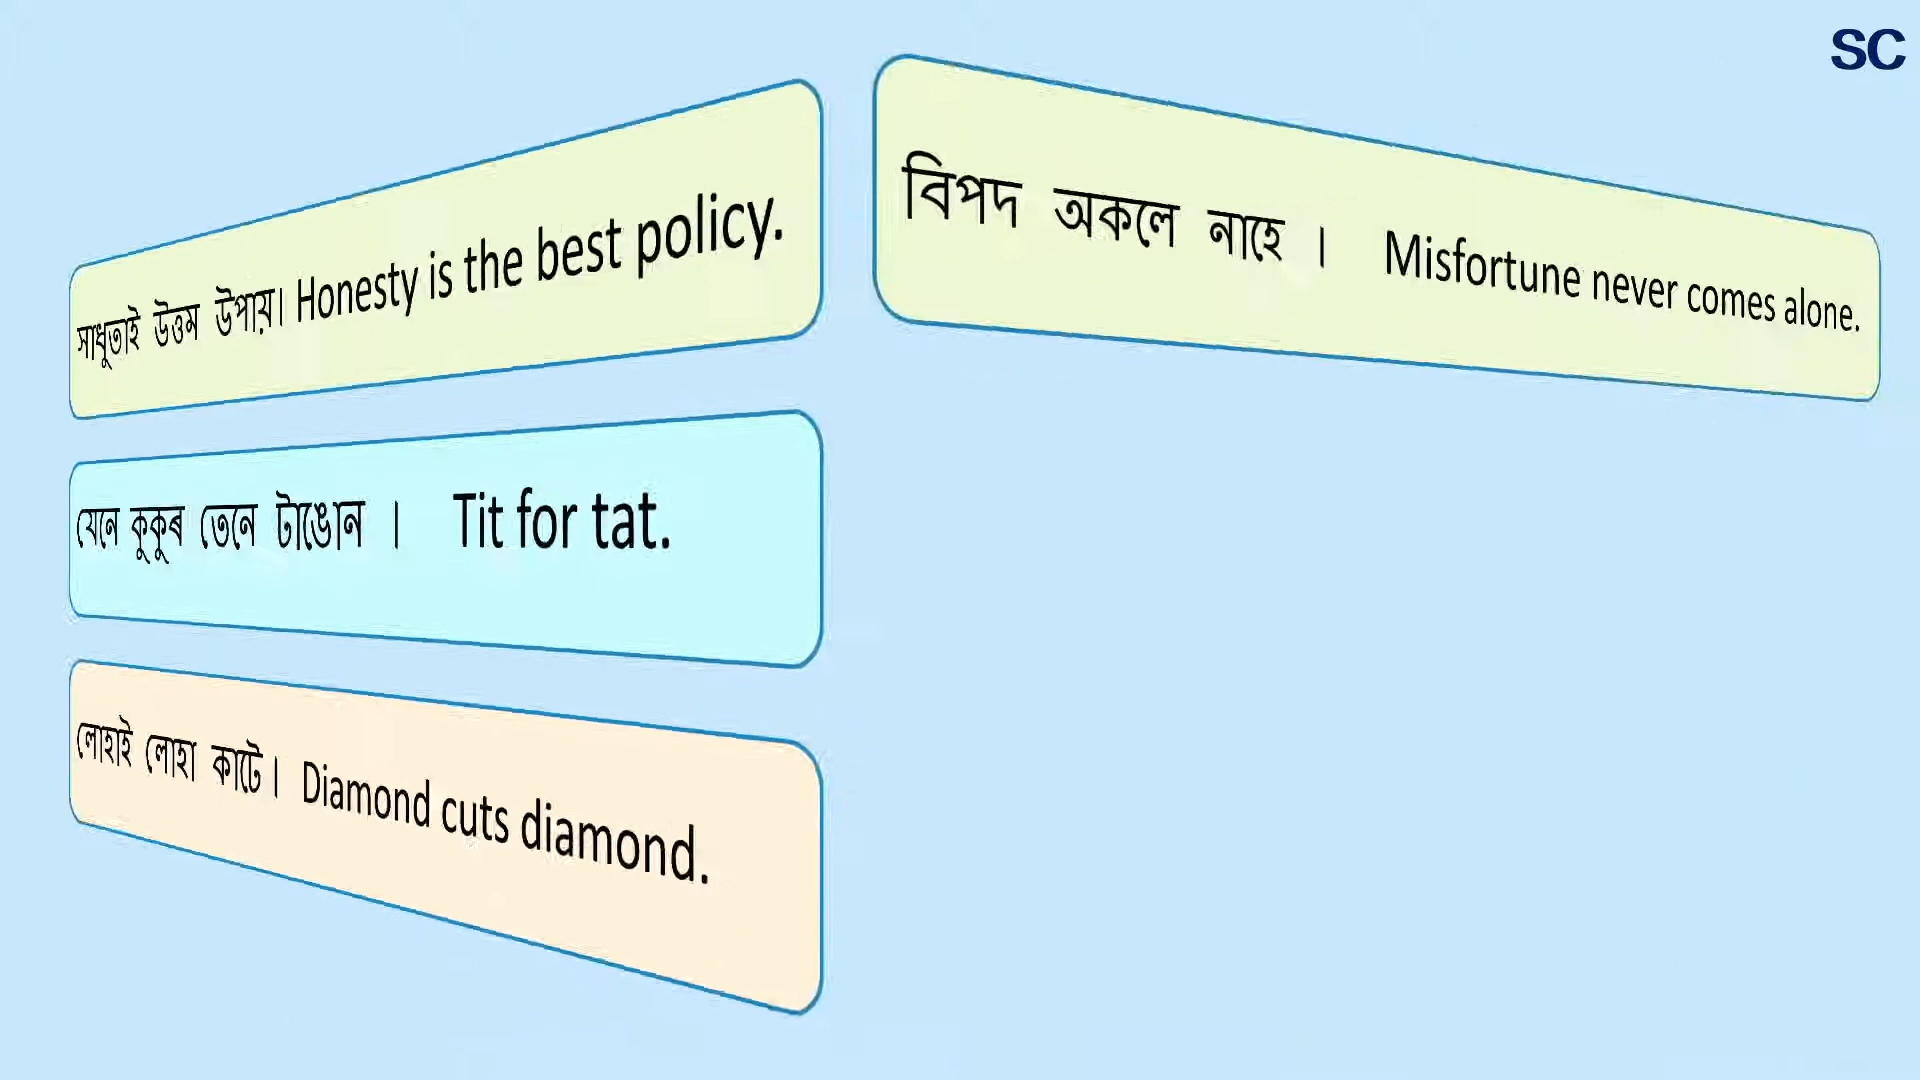 সাধুতাই উত্তম উপায়। Honesty is the best policy.
যেনে কুকুৰ তেনে টাঙোন । Tit for tat.
লোহাই লোহা কাটে। Diamond cuts diamond.
বিপদ অকলে নাহে । Misfortune never comes alone.
SC